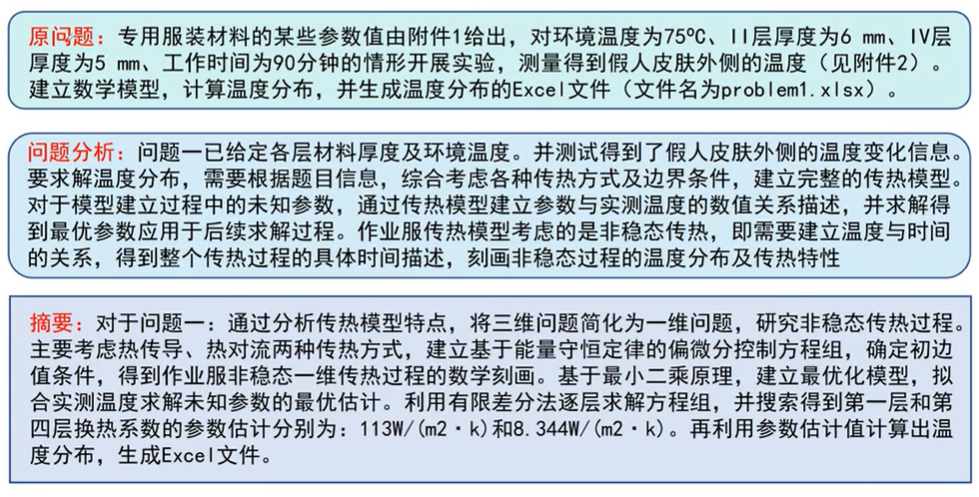 原问题：专用服装材料的某些参数值由附件1给出，对环境温度为75ºC、II层厚度为6 mm、IV层
厚度为5 mm、工作时间为90分钟的情形开展实验，测量得到假人皮肤外侧的温度（见附件2）。
建立数学模型，计算温度分布，并生成温度分布的Excel文件（文件名为problem1.xlsx）。
问题分析：问题一已给定各层材料厚度及环境温度。并测试得到了假人皮肤外侧的温度变化信息。
要求解温度分布，需要根据题目信息，综合考虑各种传热方式及边界条件，建立完整的传热模型。
对于模型建立过程中的未知参数，通过传热模型建立参数与实测温度的数值关系描述，并求解得
到最优参数应用于后续求解过程。作业服传热模型考虑的是非稳态传热，即需要建立温度与时间
的关系，得到整个传热过程的具体时间描述，刻画非稳态过程的温度分布及传热特性
摘要：对于问题一：通过分析传热模型特点，将三维问题简化为一维问题，研究非稳态传热过程。
主要考虑热传导、热对流两种传热方式，建立基于能量守恒定律的偏微分控制方程组，确定初边
值条件，得到作业服非稳态一维传热过程的数学刻画。基于最小二乘原理，建立最优化模型，拟
合实测温度求解未知参数的最优估计。利用有限差分法逐层求解方程组，并搜索得到第一层和第
四层换热系数的参数估计分别为：113W/(m2·k)和8.344W/(m2·k)。再利用参数估计值计算出温
度分布，生成Excel文件。